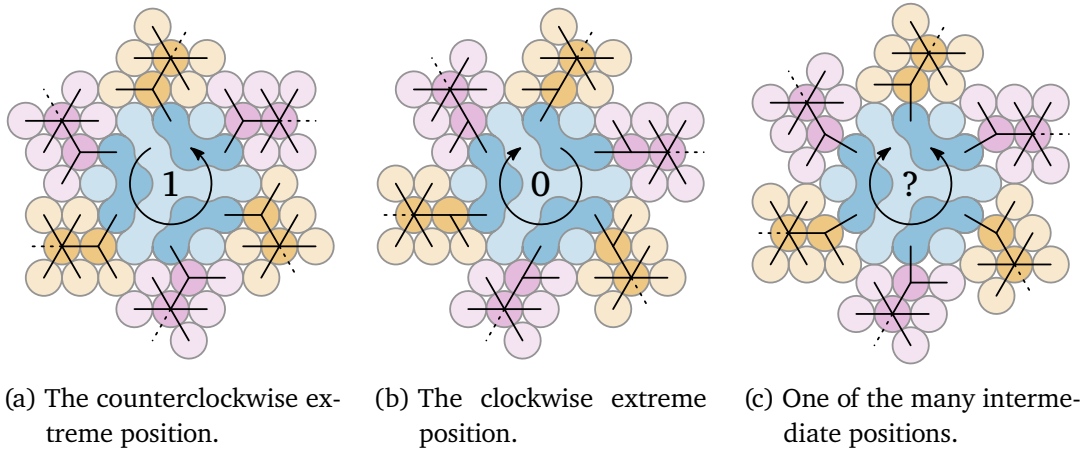 1
0
?
(a) The counterclockwise ex-
treme position.
(b) The clockwise extreme
position.
(c) One of the many interme-
diate positions.